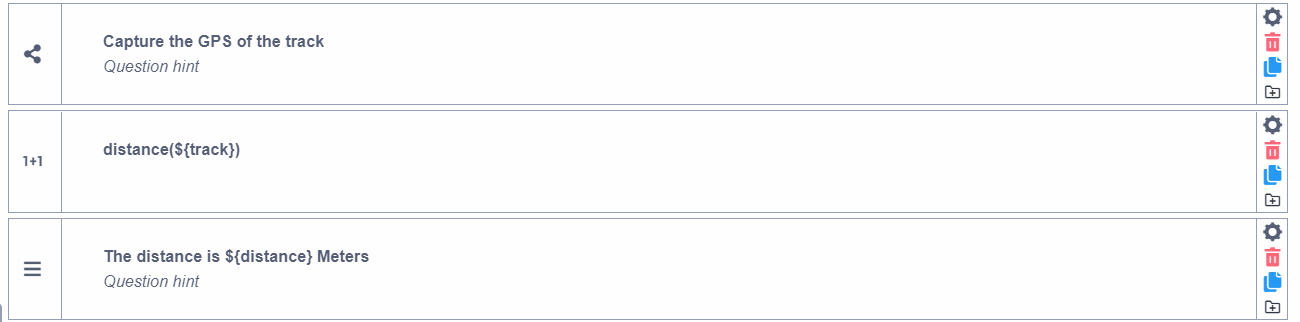 Capture the GPS of the track
Question hint
1+1
distance(${track})
The distance is ${distance} Meters
Question hint